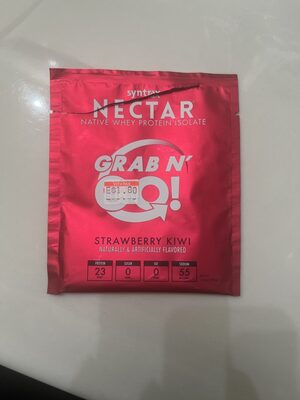 syntrax
NECTAR
NATIVE WHEY PROTEIN ISOLATE
GRAB N'
GO!
STRAWBERRY KIWI
NATURALLY & ARTIFICIALLY FLAVORED
PROTEIN SUGAR FAT SODIUM
23 0 0 55